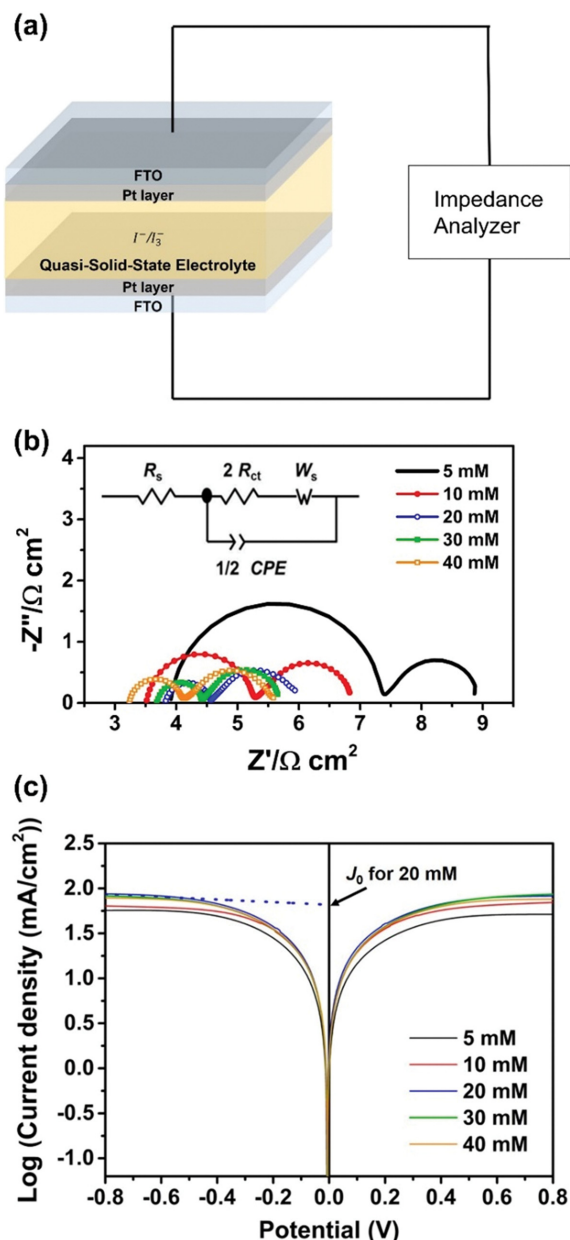 (a)
FTO
Pt layer
I⁻/I₃⁻
Quasi-Solid-State Electrolyte
Pt layer
FTO
Impedance
Analyzer
(b)
4
3
2
1
0
-Z''/Ω cm²
Rs
2 Rct
Ws
1/2 CPE
5 mM
10 mM
20 mM
30 mM
40 mM
3 4 5 6 7 8 9
Z'/Ω cm²
(c)
2.5
2.0
1.5
1.0
0.5
0.0
-0.5
-1.0
Log (Current density (mA/cm²))
J₀ for 20 mM
5 mM
10 mM
20 mM
30 mM
40 mM
-0.8 -0.6 -0.4 -0.2 0.0 0.2 0.4 0.6 0.8
Potential (V)